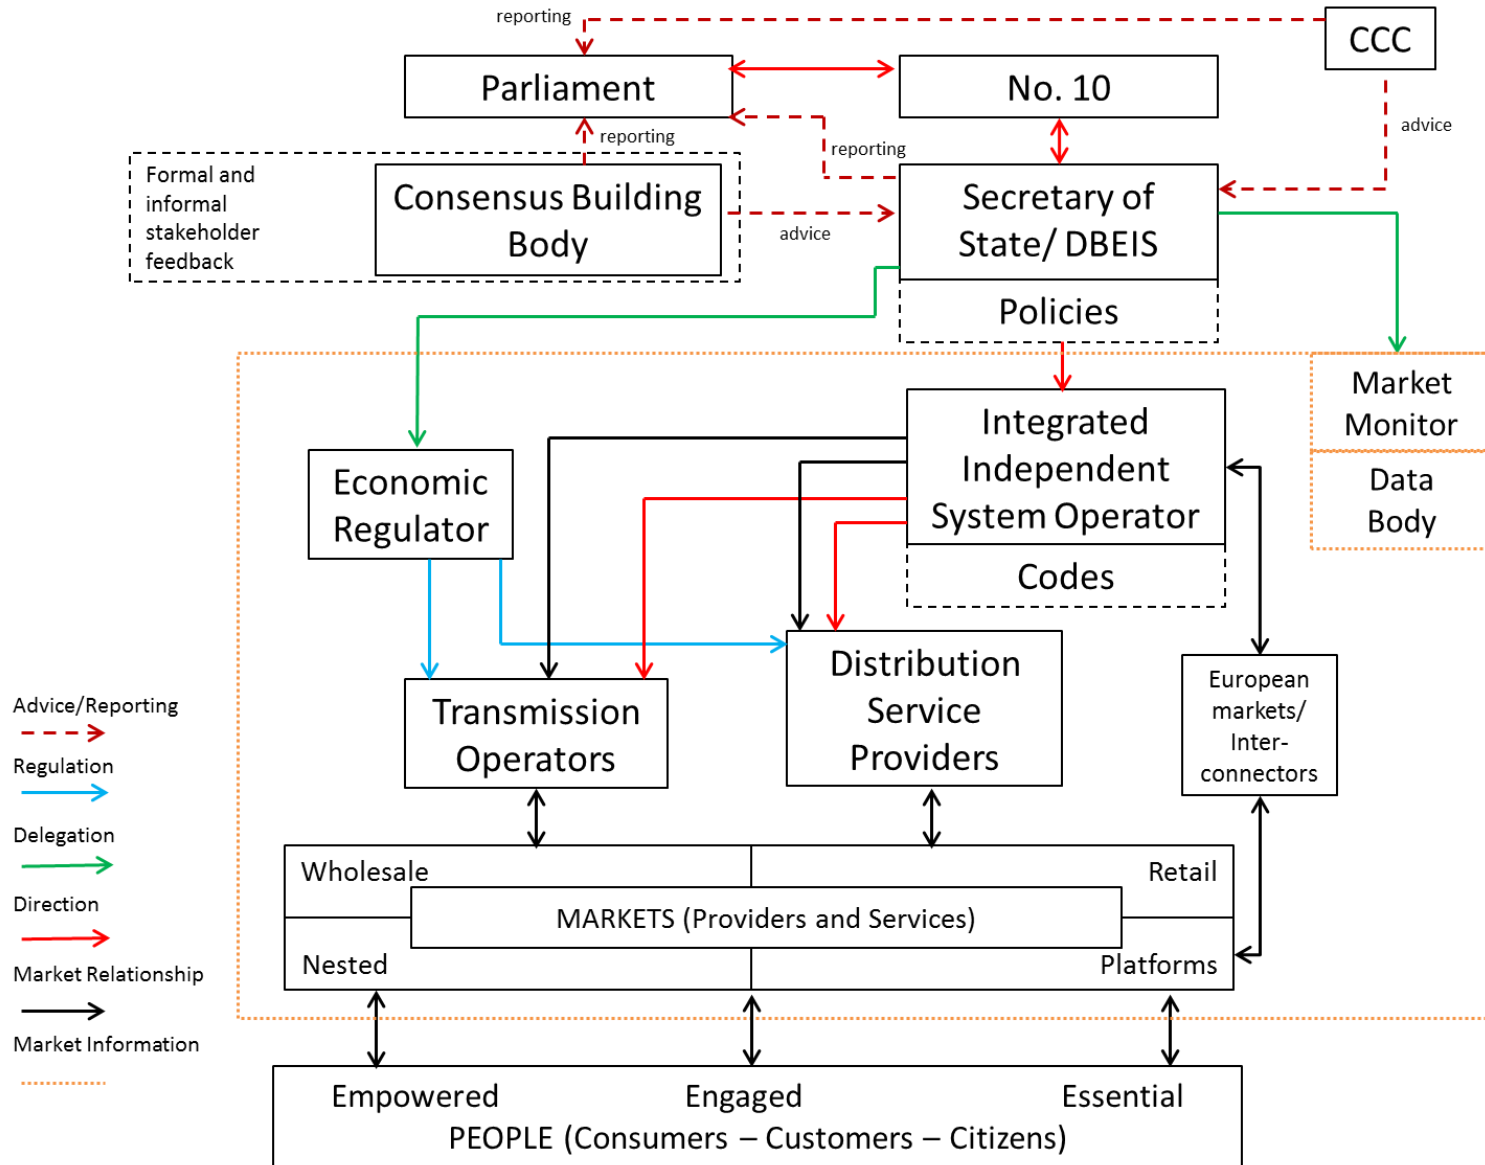 reporting
CCC
Parliament
No. 10
advice
reporting
reporting
Formal and
informal
stakeholder
feedback
Consensus Building
Body
advice
Secretary of
State/ DBEIS
Policies
Market
Monitor
Data
Body
Integrated
Independent
System Operator
Codes
Economic
Regulator
Distribution
Service
Providers
European
markets/
Inter-
connectors
Transmission
Operators
Advice/Reporting
Regulation
Delegation
Direction
Market Relationship
Market Information
Wholesale
Retail
MARKETS (Providers and Services)
Nested
Platforms
Empowered
Engaged
Essential
PEOPLE (Consumers – Customers – Citizens)